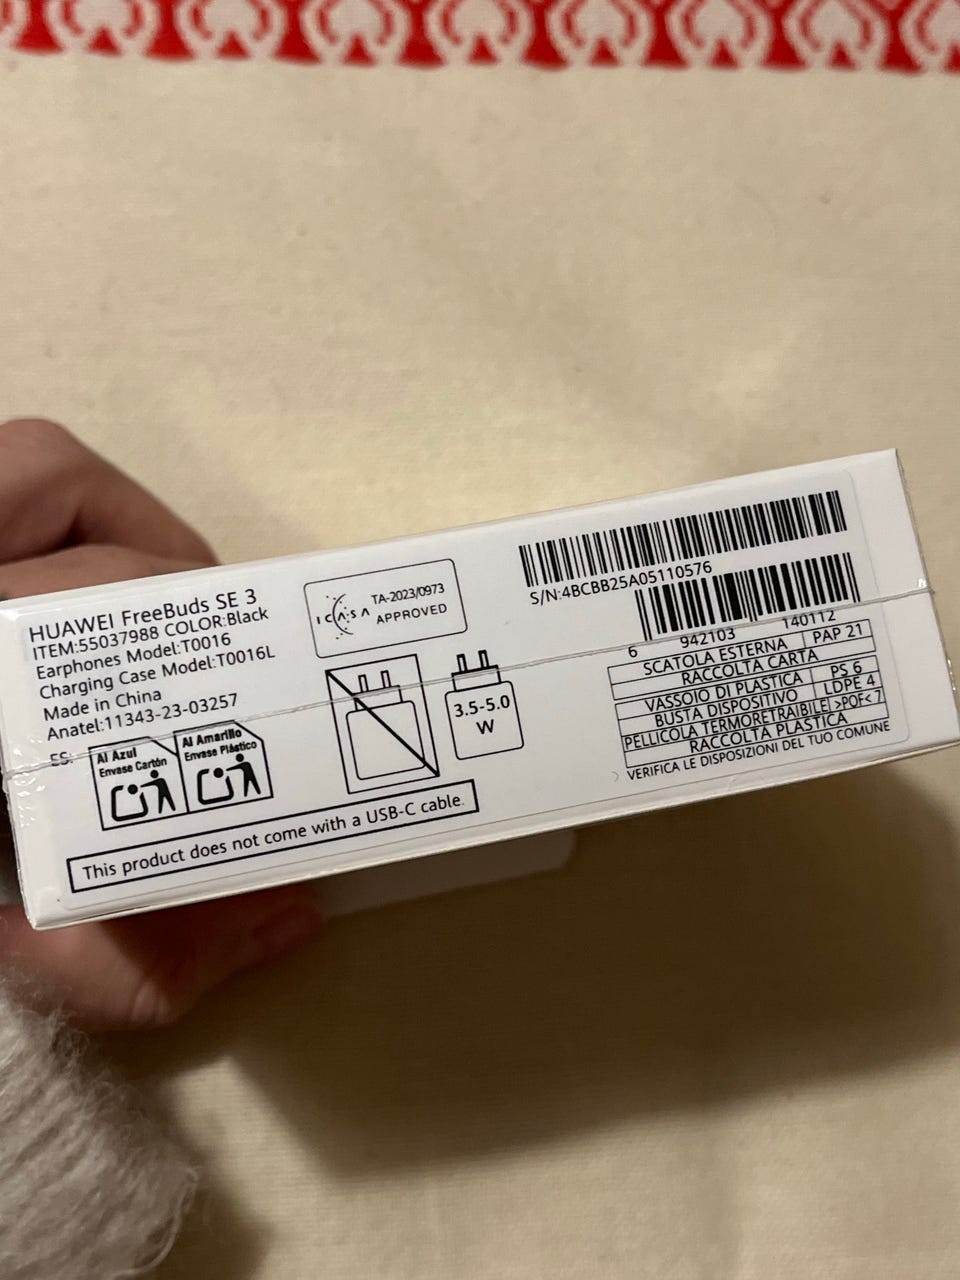 HUAWEI FreeBuds SE 3
ITEM:55037988 COLOR:Black
Earphones Model:T0016
Charging Case Model:T0016L
Made in China
Anatel:11343-23-03257
ES:
Al Azul
Envase Cartón
Al Amarillo
Envase Plástico
This product does not come with a USB-C cable.
ICASA
TA-2023/0973
APPROVED
3.5-5.0
W
S/N:4BCBB25A05110576
6 942103 140112
SCATOLA ESTERNA PAP 21
RACCOLTA CARTA
VASSOIO DI PLASTICA PS 6
BUSTA DISPOSITIVO LDPE 4
PELLICOLA TERMORETRAIBILE >POF< 7
RACCOLTA PLASTICA
VERIFICA LE DISPOSIZIONI DEL TUO COMUNE